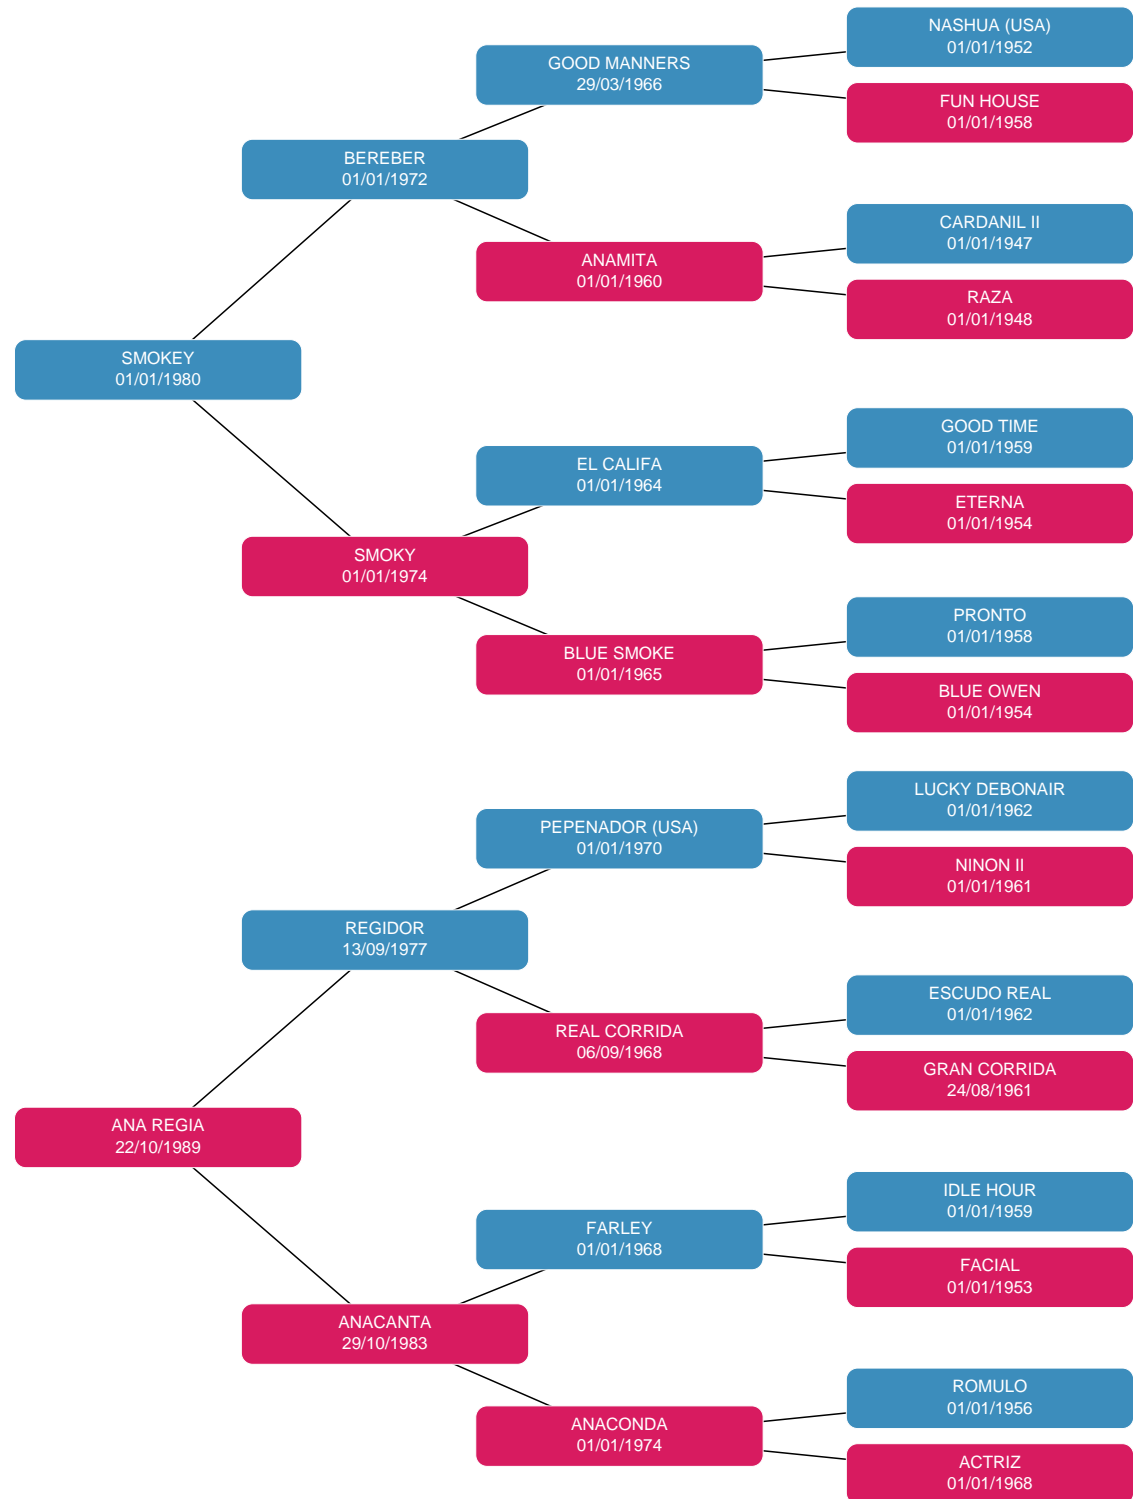 NASHUA (USA)
01/01/1952
GOOD MANNERS
29/03/1966
FUN HOUSE
01/01/1958
BEREBER
01/01/1972
CARDANIL II
01/01/1947
ANAMITA
01/01/1960
RAZA
01/01/1948
SMOKEY
01/01/1980
GOOD TIME
01/01/1959
EL CALIFA
01/01/1964
ETERNA
01/01/1954
SMOKY
01/01/1974
PRONTO
01/01/1958
BLUE SMOKE
01/01/1965
BLUE OWEN
01/01/1954
LUCKY DEBONAIR
01/01/1962
PEPENADOR (USA)
01/01/1970
NINON II
01/01/1961
REGIDOR
13/09/1977
ESCUDO REAL
01/01/1962
REAL CORRIDA
06/09/1968
GRAN CORRIDA
24/08/1961
ANA REGIA
22/10/1989
IDLE HOUR
01/01/1959
FARLEY
01/01/1968
FACIAL
01/01/1953
ANACANTA
29/10/1983
ROMULO
01/01/1956
ANACONDA
01/01/1974
ACTRIZ
01/01/1968